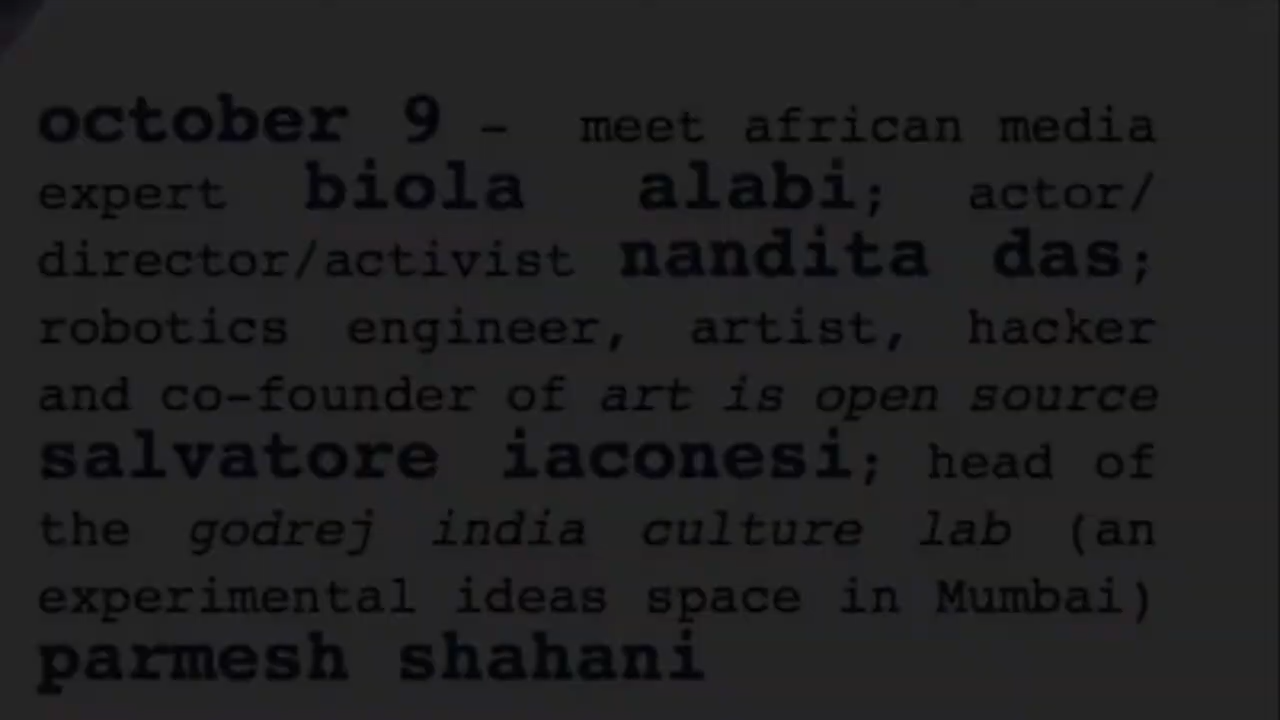 october 9 - meet african media
expert biola alabi; actor/
director/activist nandita das;
robotics engineer, artist, hacker
and co-founder of art is open source
salvatore iaconesi; head of
the godrej india culture lab (an
experimental ideas space in Mumbai)
parmesh shahani